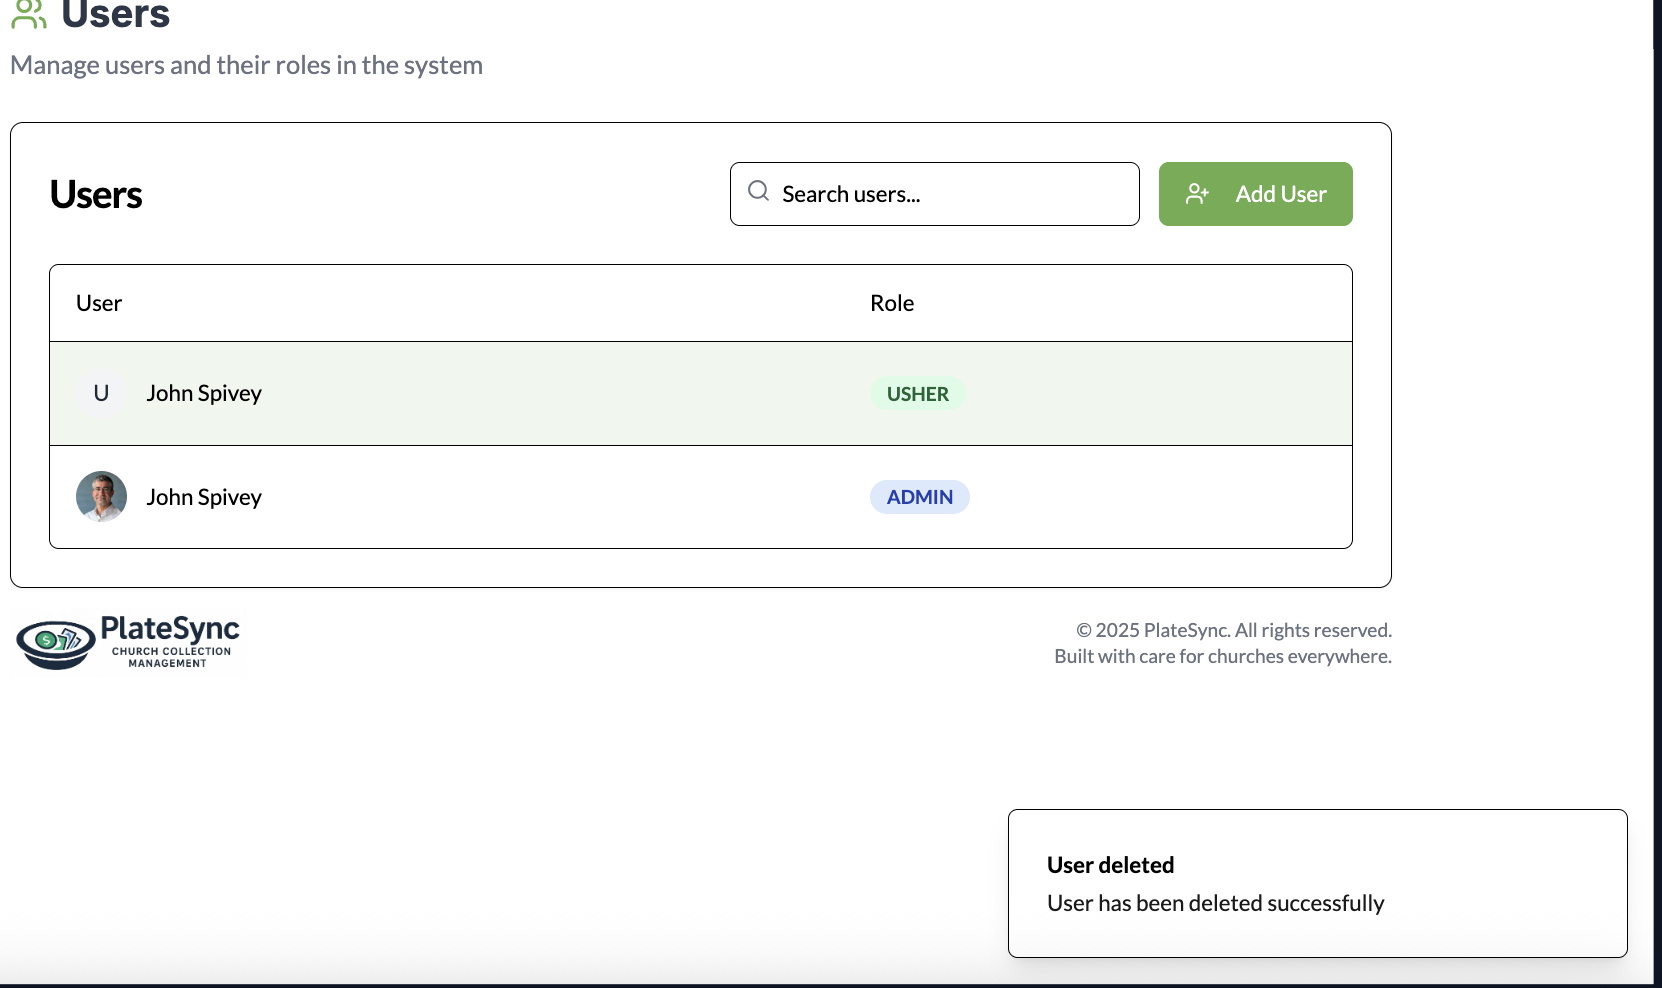 Users
Manage users and their roles in the system
Users
Search users...
Add User
User Role
U John Spivey USHER
John Spivey ADMIN
$
PlateSync
CHURCH COLLECTION
MANAGEMENT
© 2025 PlateSync. All rights reserved.
Built with care for churches everywhere.
User deleted
User has been deleted successfully